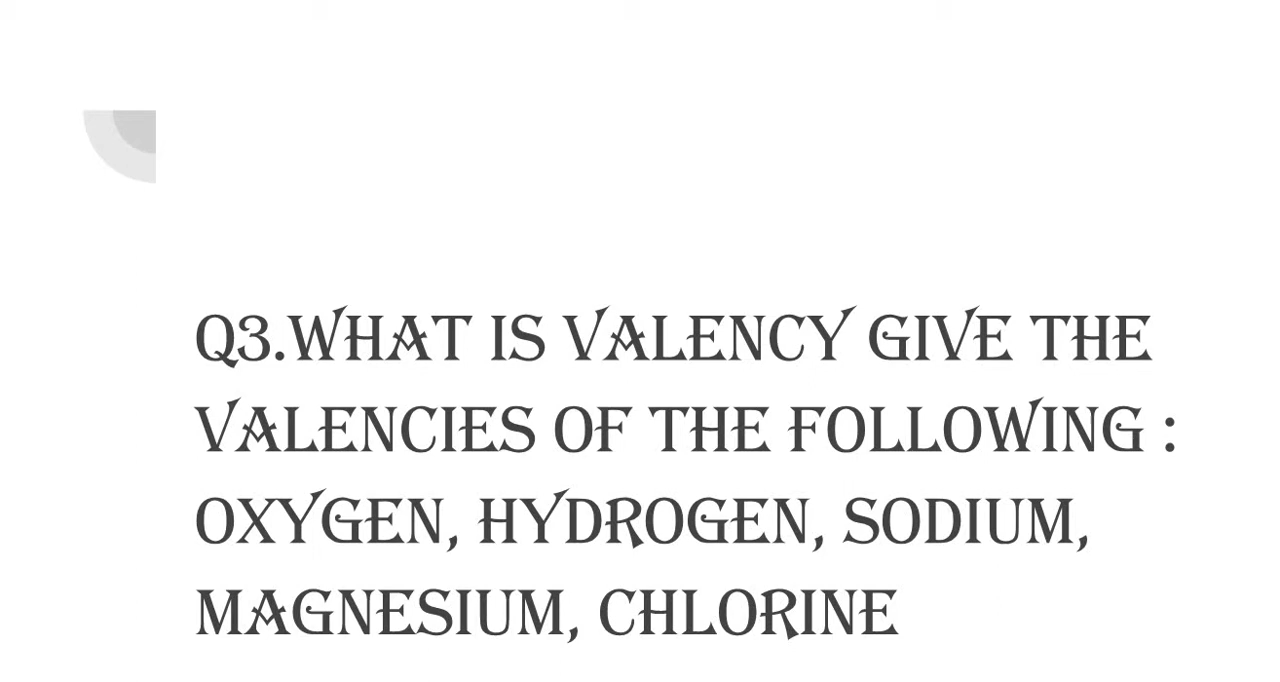 Q3.WHAT IS VALENCY GIVE THE
VALENCIES OF THE FOLLOWING :
OXYGEN, HYDROGEN, SODIUM,
MAGNESIUM, CHLORINE